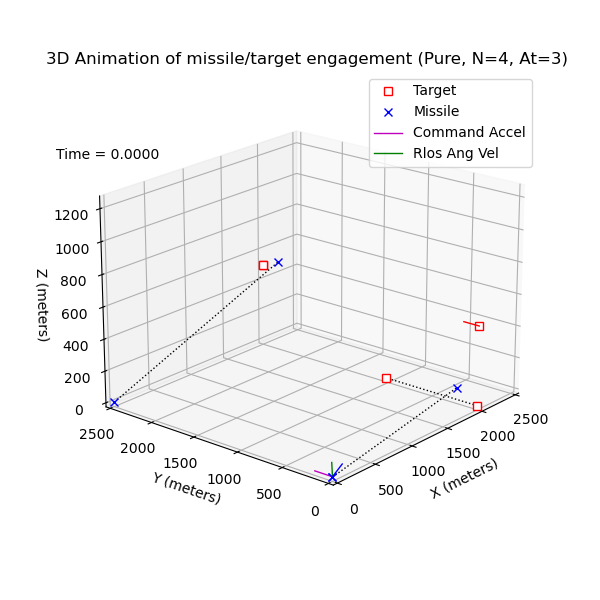 3D Animation of missile/target engagement (Pure, N=4, At=3)
Target
Missile
Command Accel
Rlos Ang Vel
Time = 0.0000
1200
1000
800
600
400
200
0
Z (meters)
2500
2000
1500
1000
500
0
Y (meters)
0
500
1000
1500
2000
2500
X (meters)